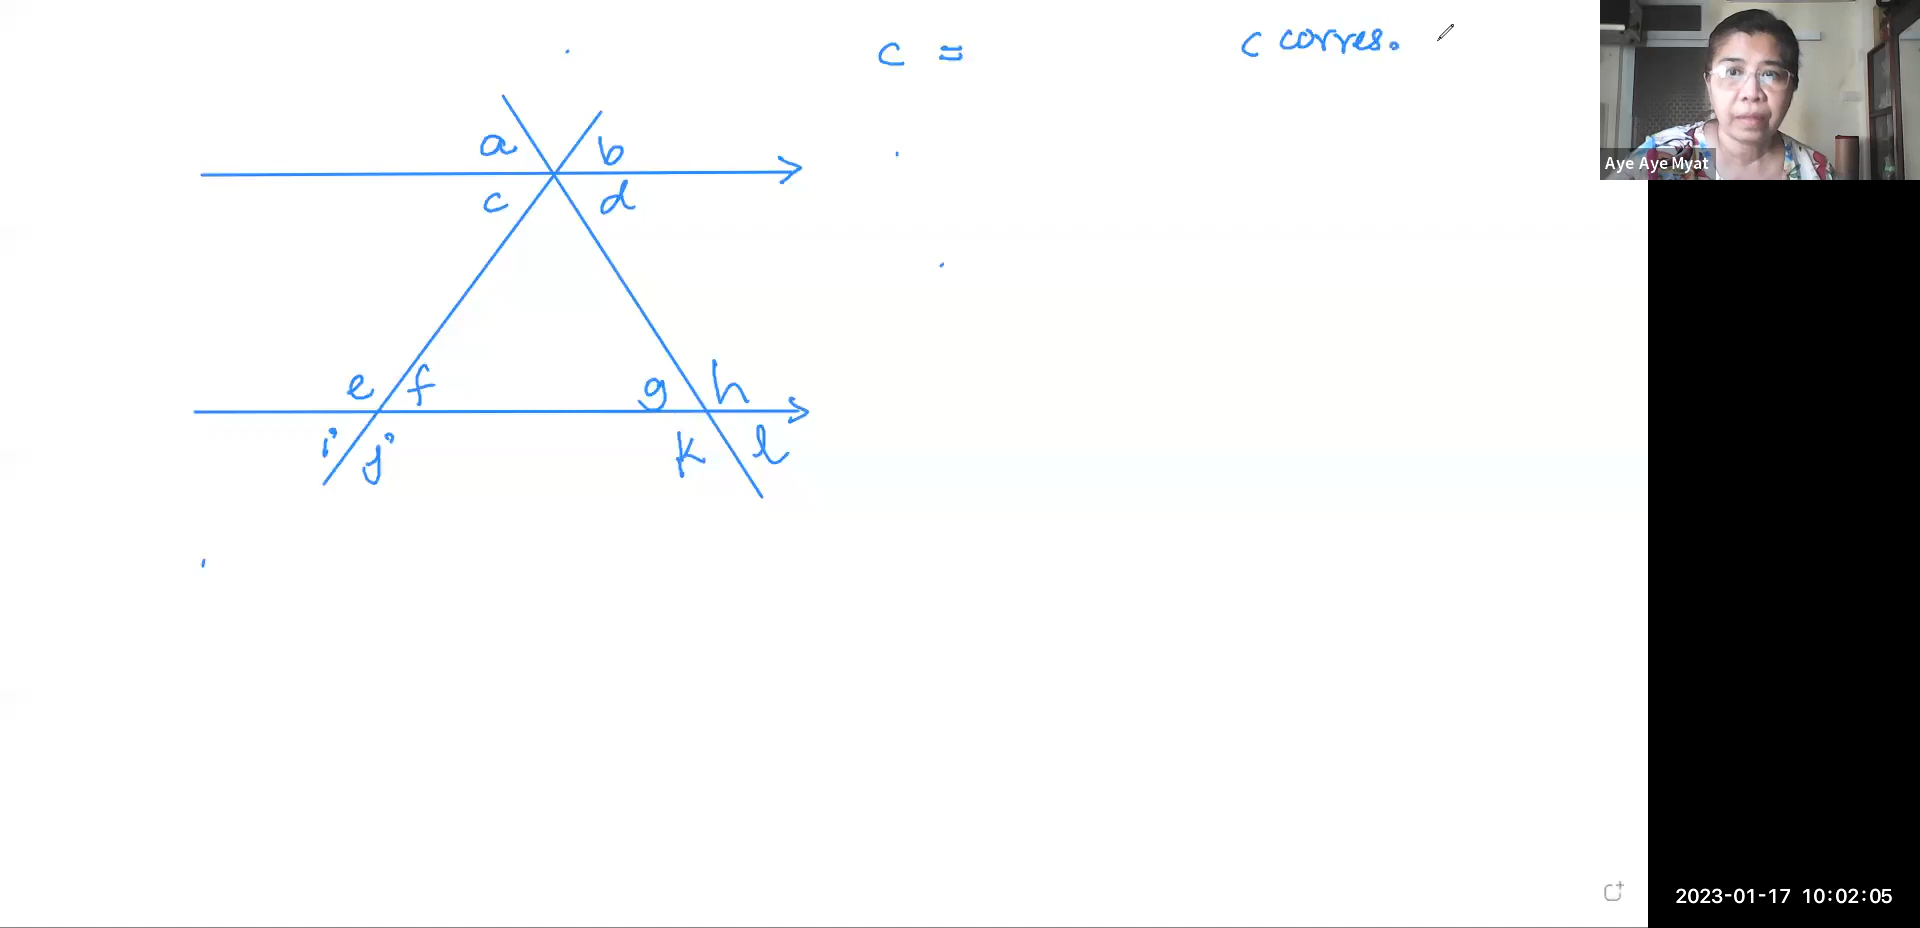 c = c corres.
a b
c d
e f g h
i j k l
Aye Aye Myat
2023-01-17 10:02:05